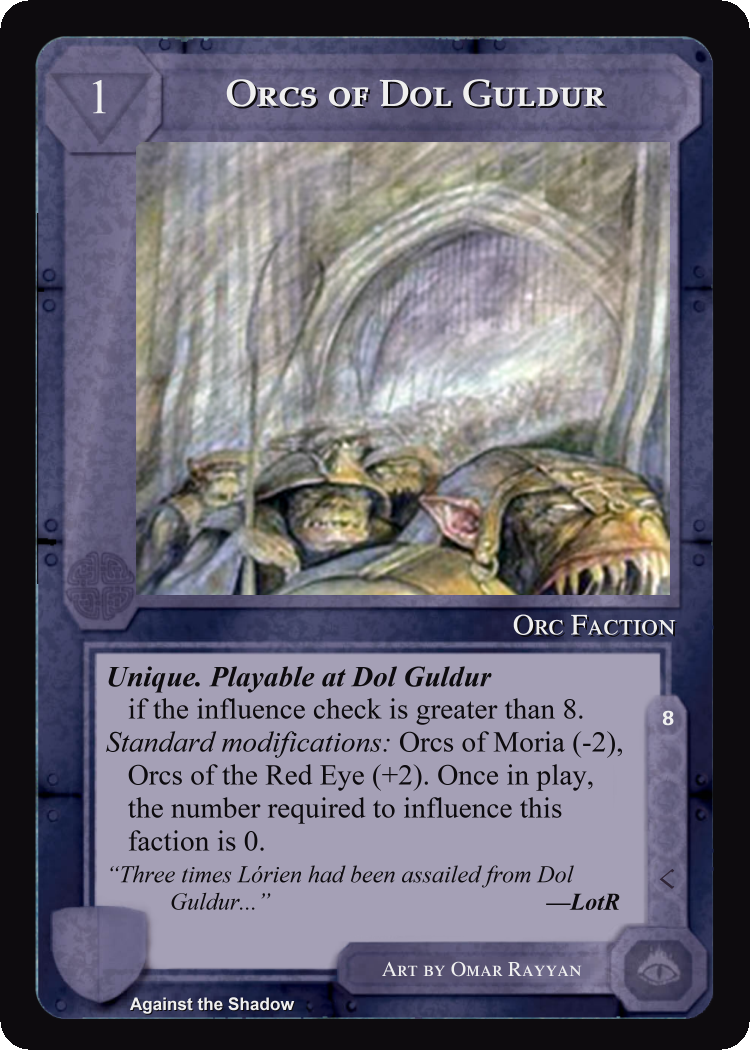 1
Orcs of Dol Guldur
Orc Faction
Unique. Playable at Dol Guldur
if the influence check is greater than 8.
Standard modifications: Orcs of Moria (-2),
Orcs of the Red Eye (+2). Once in play,
the number required to influence this
faction is 0.
“Three times Lórien had been assailed from Dol
Guldur...” —LotR
8
<
Art by Omar Rayyan
Against the Shadow